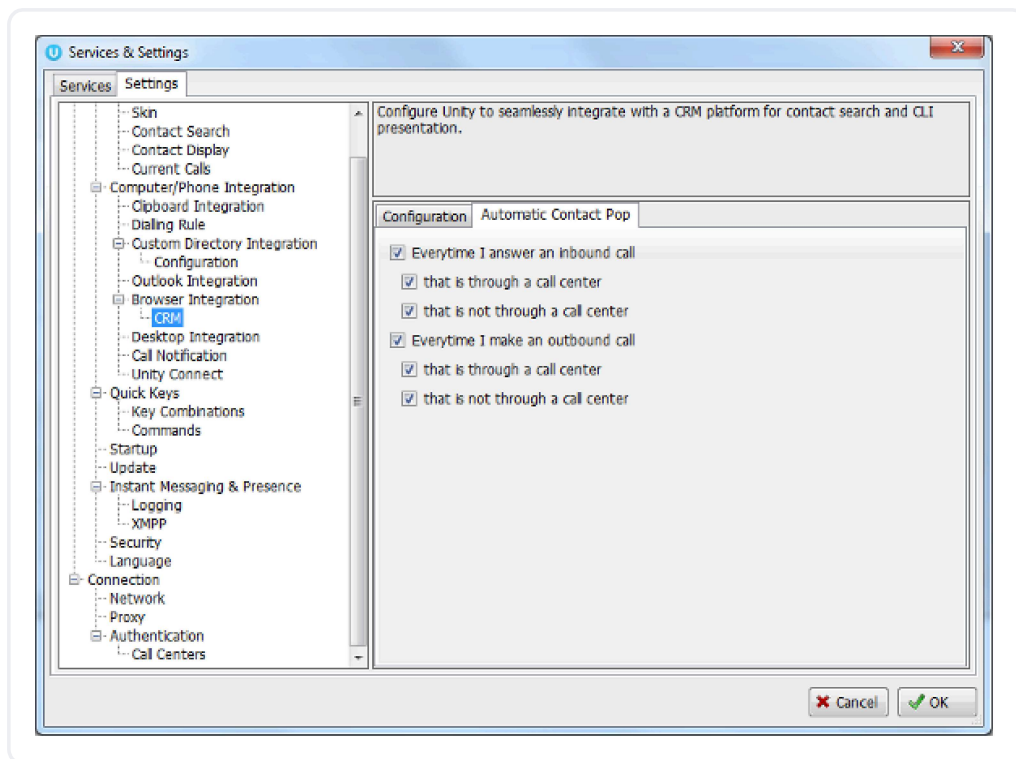 Services & Settings
Services
Settings
Skin
Contact Search
Contact Display
Current Calls
Computer/Phone Integration
Clipboard Integration
Dialing Rule
Custom Directory Integration
Configuration
Outlook Integration
Browser Integration
CRM
Desktop Integration
Call Notification
Unity Connect
Quick Keys
Key Combinations
Commands
Startup
Update
Instant Messaging & Presence
Logging
XMPP
Security
Language
Connection
Network
Proxy
Authentication
Call Centers
Configure Unity to seamlessly integrate with a CRM platform for contact search and CLI
presentation.
Configuration
Automatic Contact Pop
Everytime I answer an inbound call
that is through a call center
that is not through a call center
Everytime I make an outbound call
that is through a call center
that is not through a call center
Cancel
OK